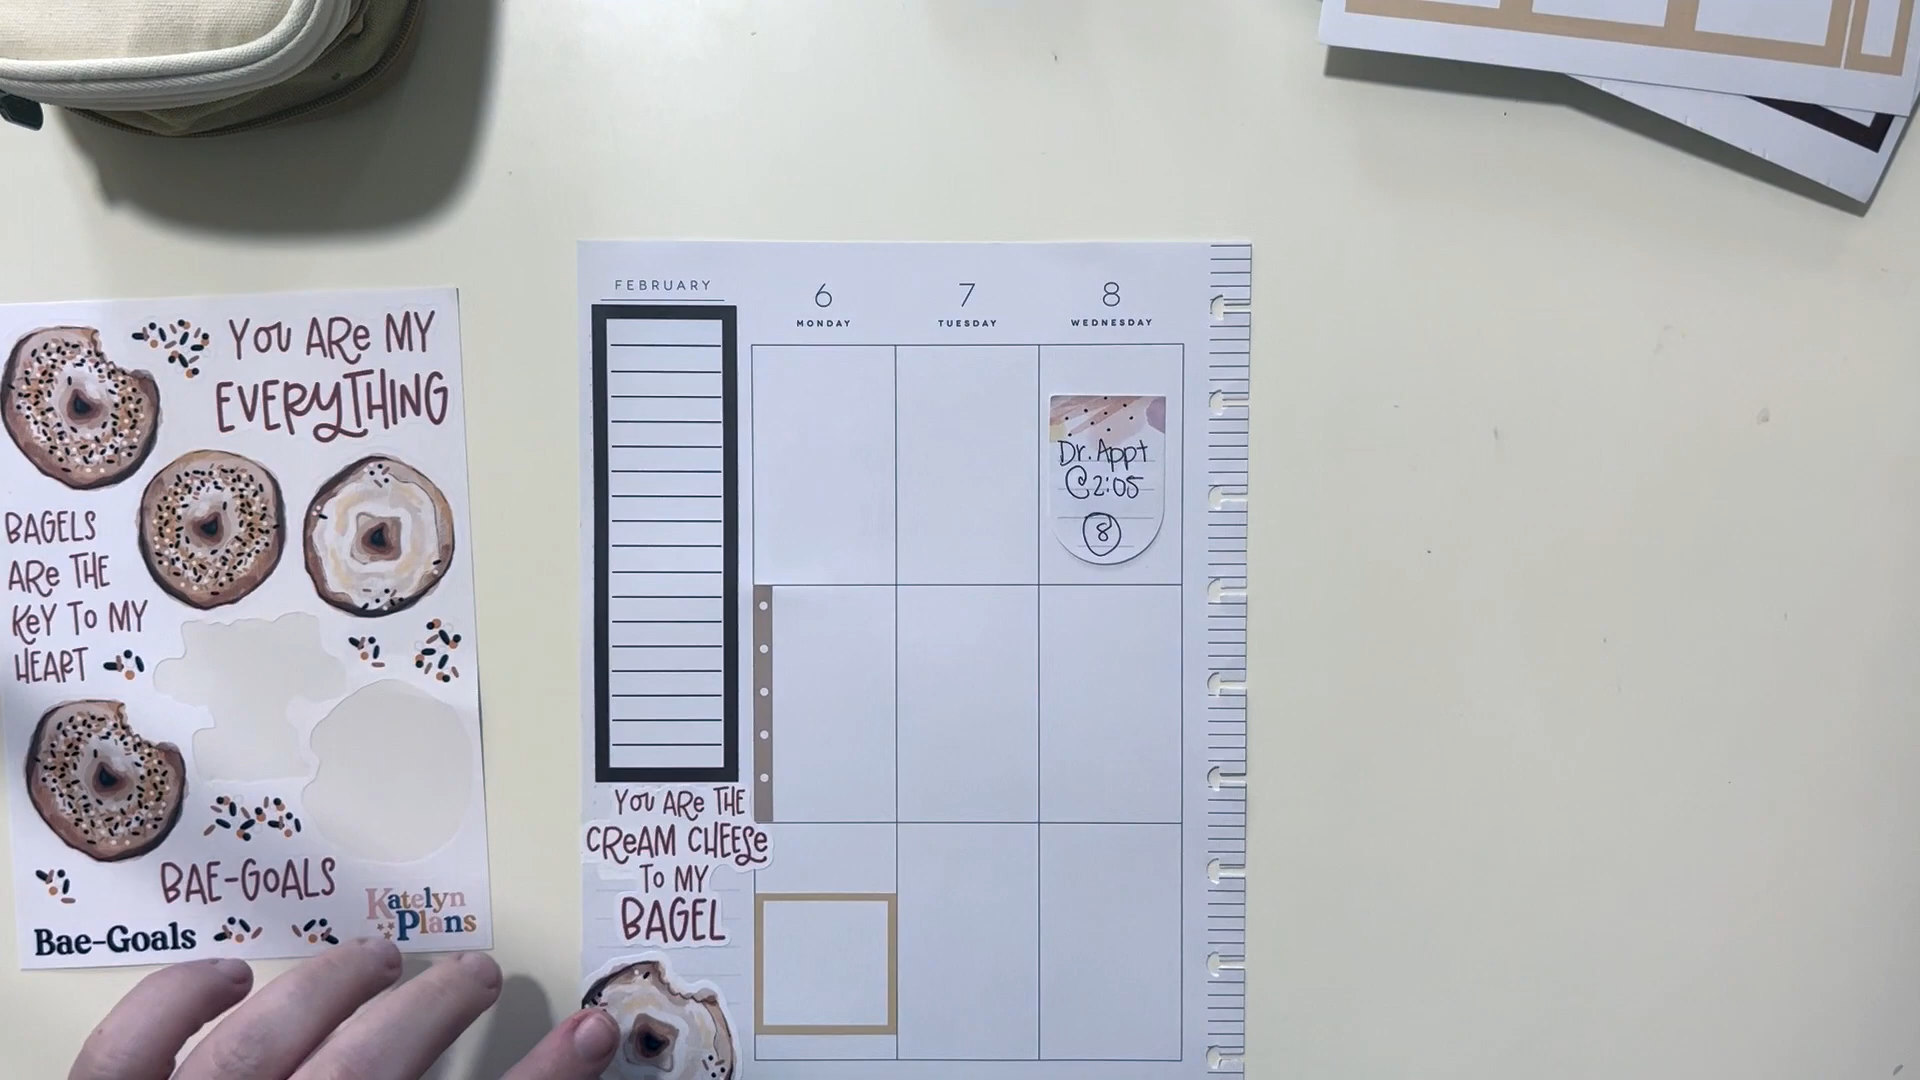 YOU ARE MY
EVERYTHING
BAGELS
ARE THE
KEY TO MY
HEART
BAE-GOALS
Katelyn
Plans
Bae-Goals
FEBRUARY
6
MONDAY
7
TUESDAY
8
WEDNESDAY
Dr. Appt
@2:05
8
YOU ARE THE
CREAM CHEESE
TO MY
BAGEL